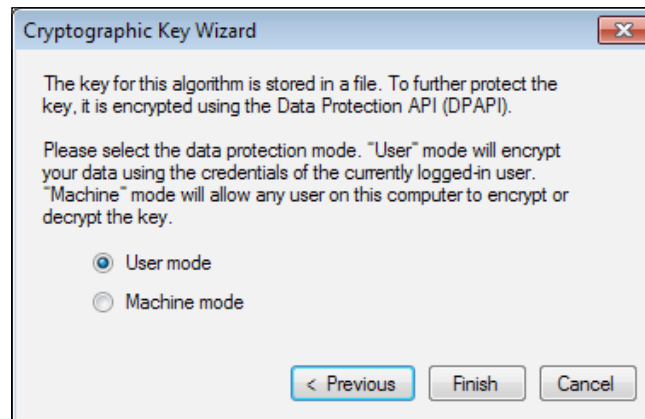 Cryptographic Key Wizard
The key for this algorithm is stored in a file. To further protect the
key, it is encrypted using the Data Protection API (DPAPI).
Please select the data protection mode. "User" mode will encrypt
your data using the credentials of the currently logged-in user.
"Machine" mode will allow any user on this computer to encrypt or
decrypt the key.
User mode
Machine mode
< Previous Finish Cancel